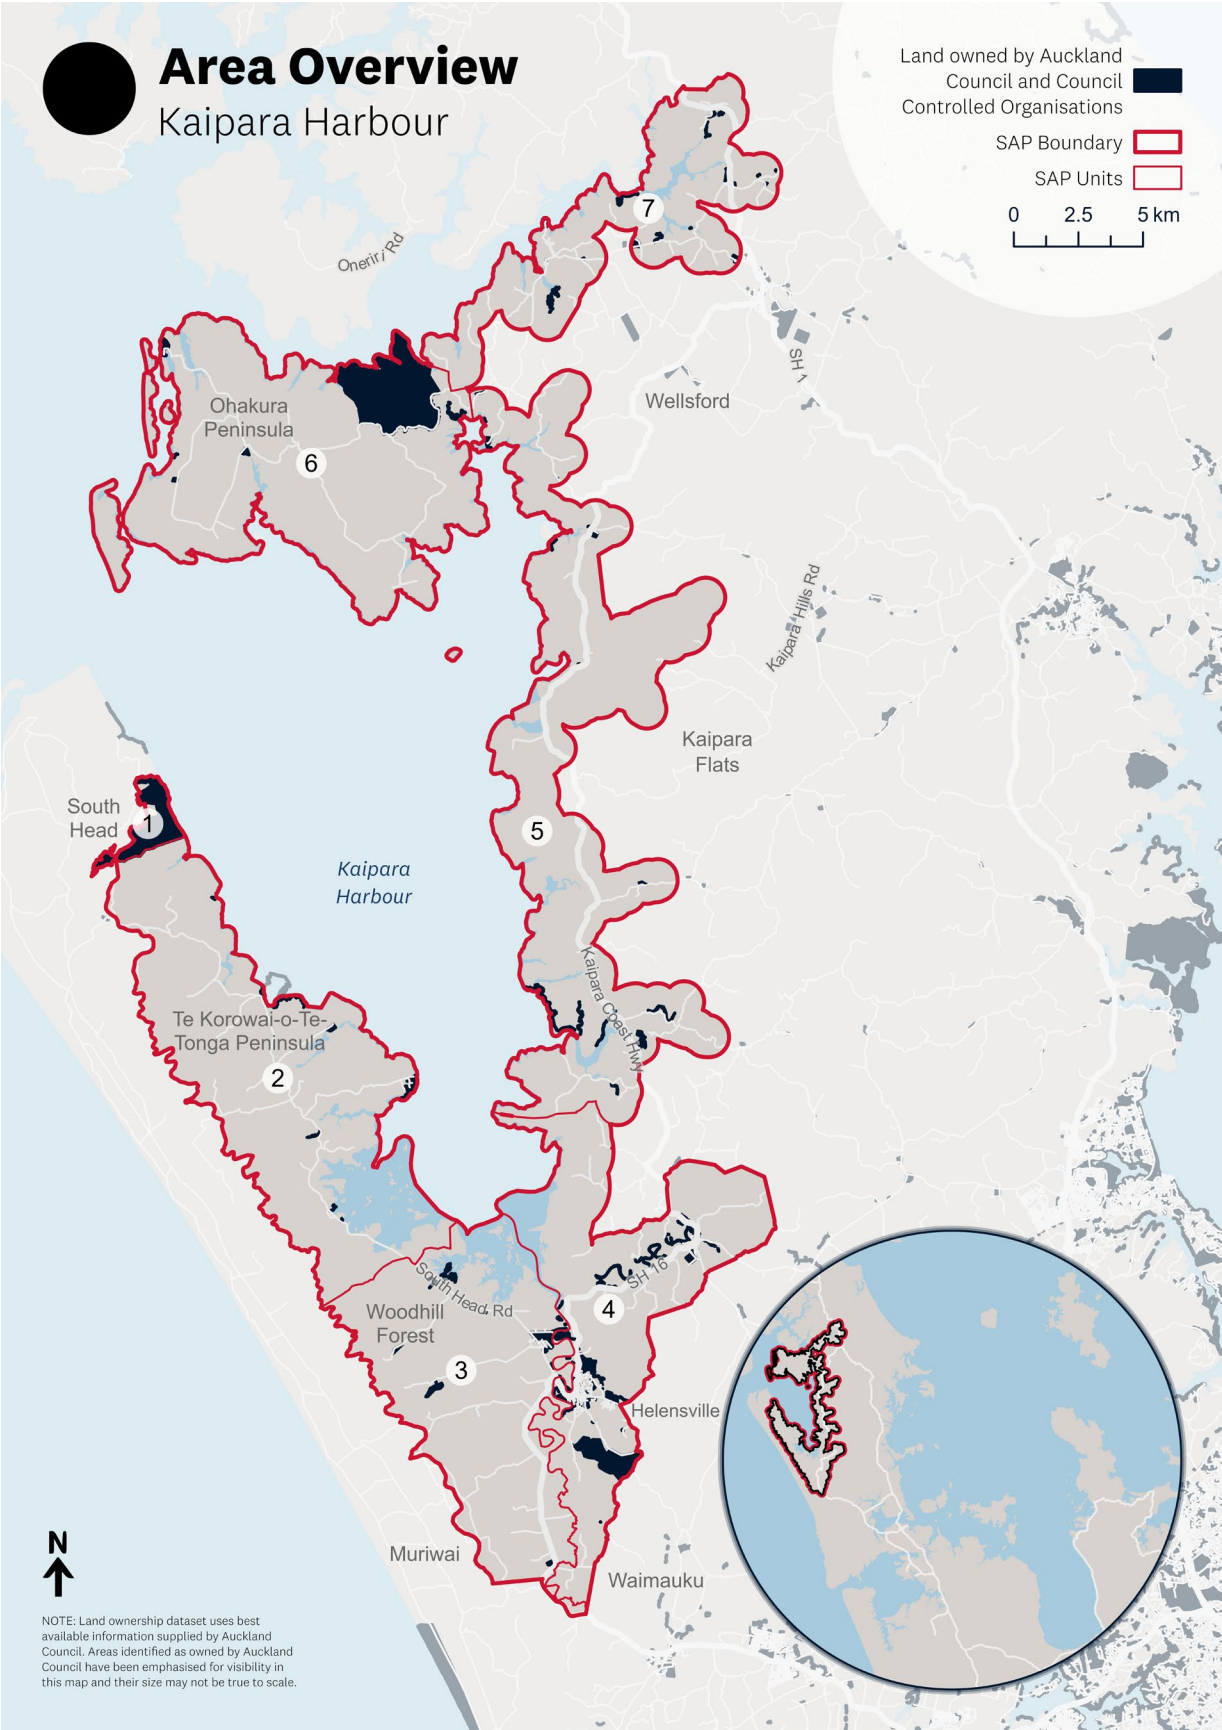 Area Overview
Kaipara Harbour
Land owned by Auckland
Council and Council
Controlled Organisations
SAP Boundary
SAP Units
0 2.5 5 km
7
Oneriri Rd
SH 1
Wellsford
Ohakura
Peninsula
6
Kaipara Hills Rd
Kaipara
Flats
South
Head
1
5
Kaipara
Harbour
Kaipara Coast Hwy
Te Korowai-o-Te-
Tonga Peninsula
2
South Head Rd
SH 16
4
Woodhill
Forest
3
Helensville
Muriwai
Waimauku
N
NOTE: Land ownership dataset uses best
available information supplied by Auckland
Council. Areas identified as owned by Auckland
Council have been emphasised for visibility in
this map and their size may not be true to scale.